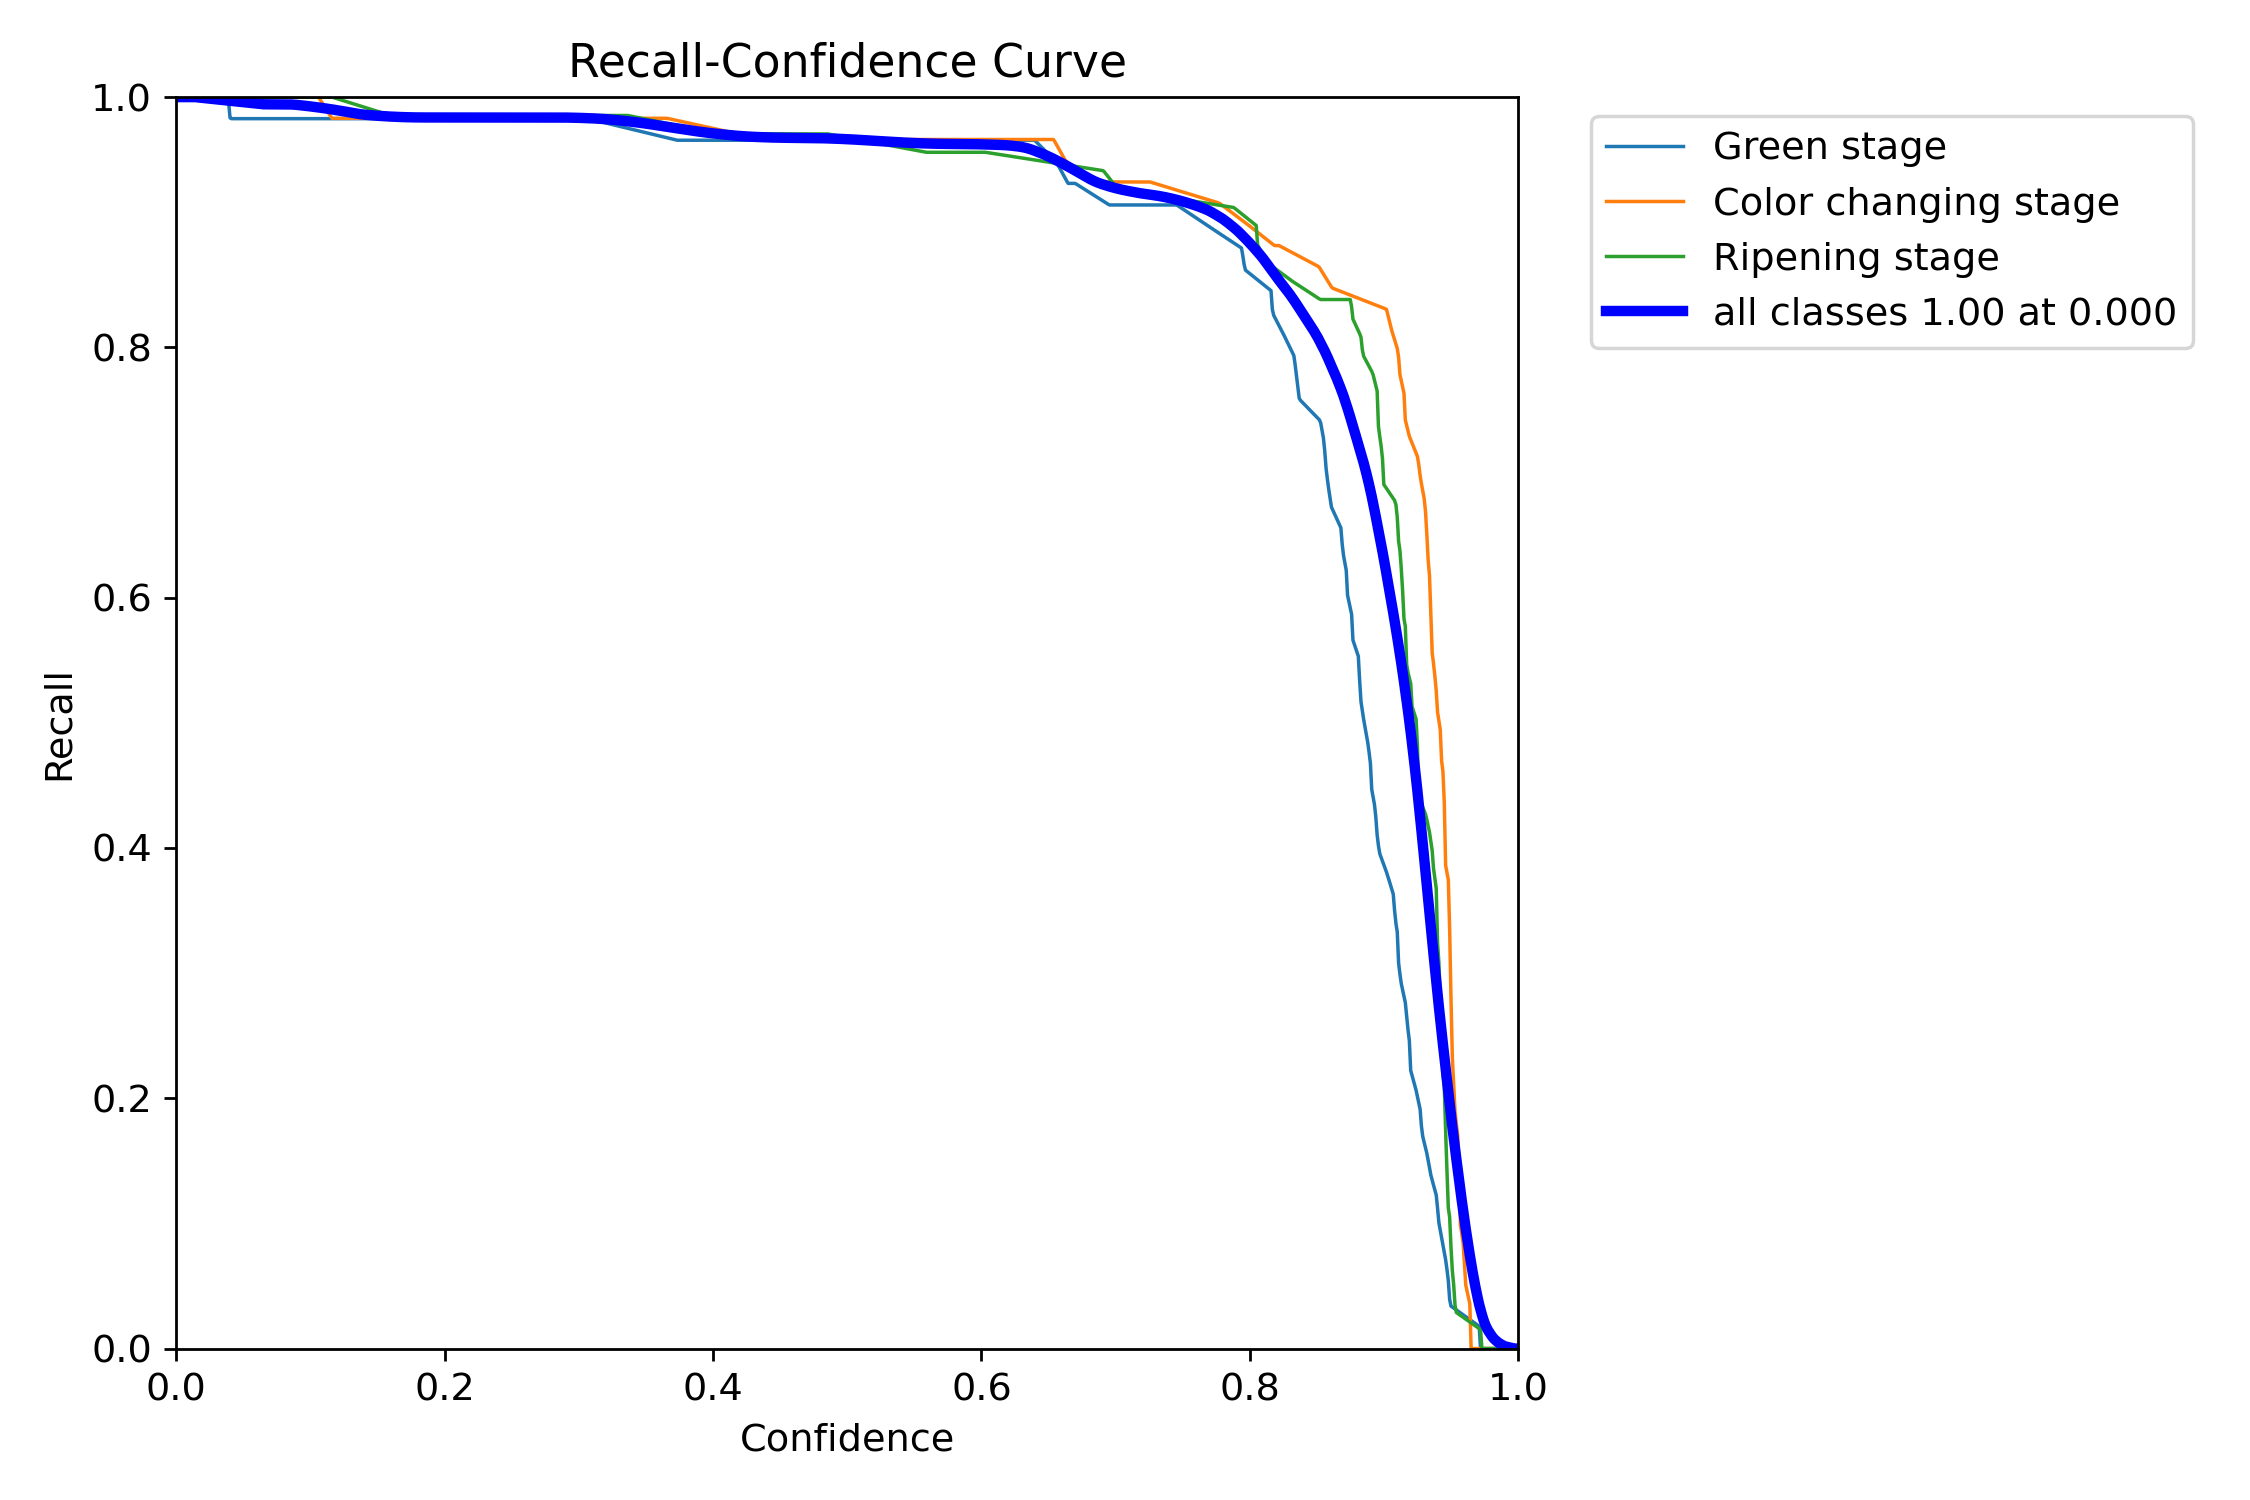 Recall-Confidence Curve
1.0
0.8
0.6
0.4
0.2
0.0
Recall
0.0 0.2 0.4 0.6 0.8 1.0
Confidence
Green stage
Color changing stage
Ripening stage
all classes 1.00 at 0.000